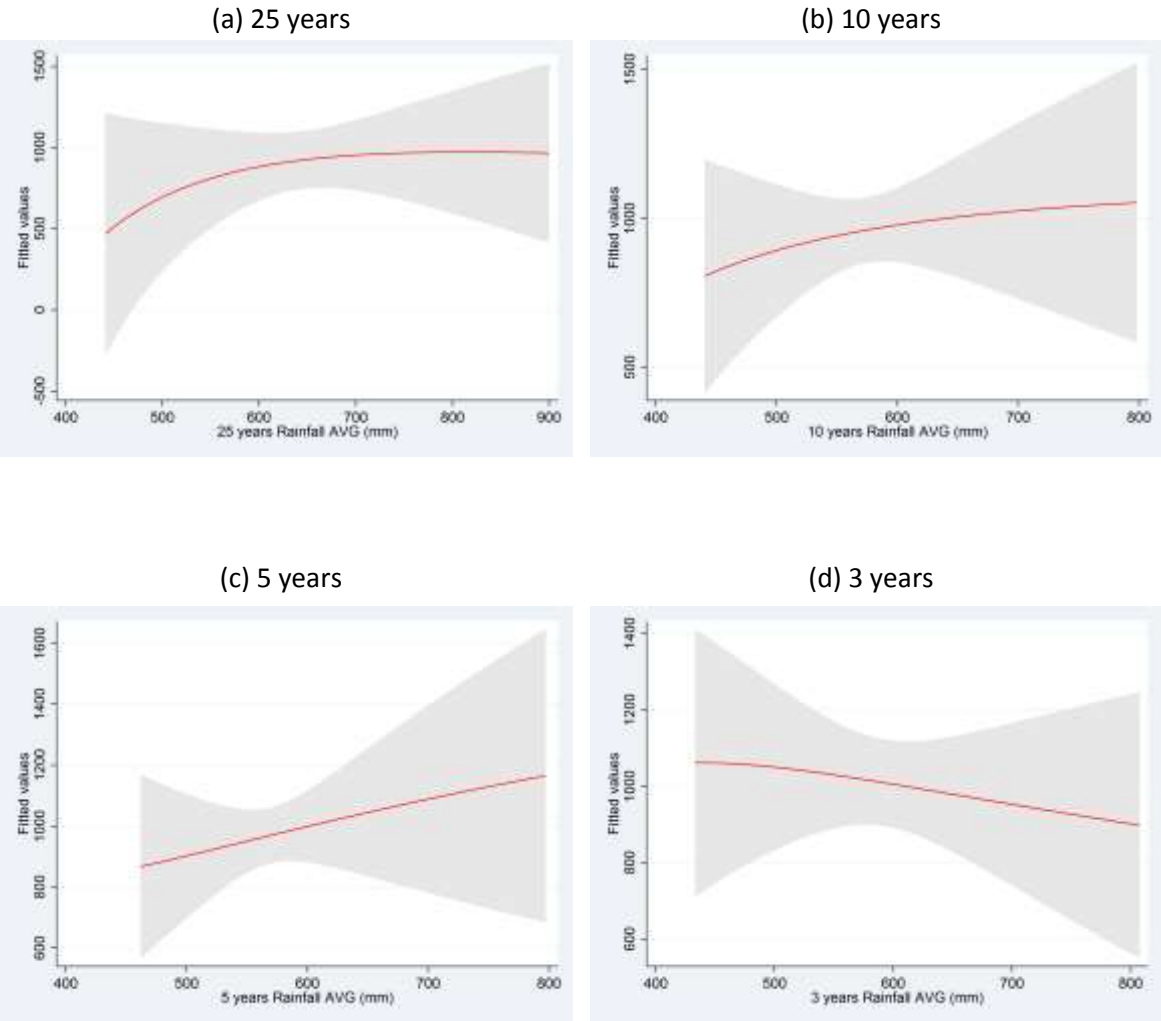 (a) 25 years
(b) 10 years
1500
1000
500
0
-500
Fitted values
400 500 600 700 800 900
25 years Rainfall AVG (mm)
1500
1000
500
Fitted values
400 500 600 700 800
10 years Rainfall AVG (mm)
(c) 5 years
(d) 3 years
1600
1400
1200
1000
800
600
Fitted values
400 500 600 700 800
5 years Rainfall AVG (mm)
1400
1200
1000
800
600
Fitted values
400 500 600 700 800
3 years Rainfall AVG (mm)